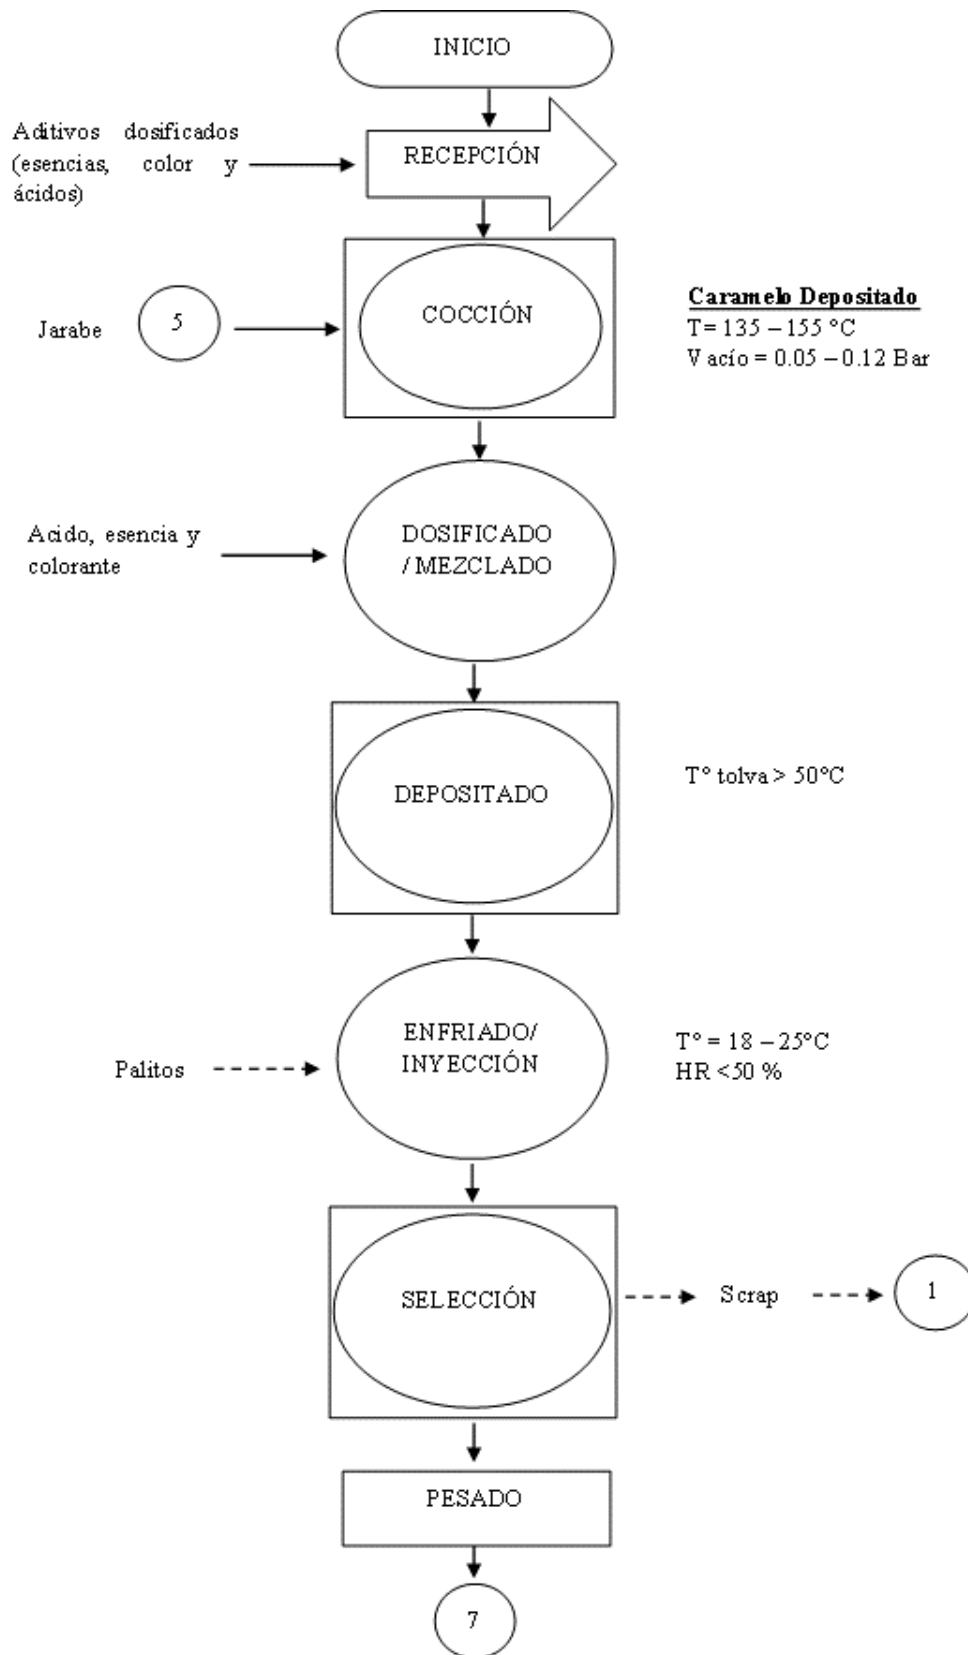 INICIO
Aditivos dosificados
(esencias, color y
ácidos)
RECEPCIÓN
COCCIÓN
Jarabe
5
Caramelo Depositado
T= 135 – 155 °C
Vacío = 0.05 – 0.12 Bar
DOSIFICADO
/ MEZCLADO
Acido, esencia y
colorante
DEPOSITADO
T° tolva > 50°C
ENFRIADO/
INYECCIÓN
Palitos
T° = 18 – 25°C
HR <50 %
SELECCIÓN
Scrap
1
PESADO
7